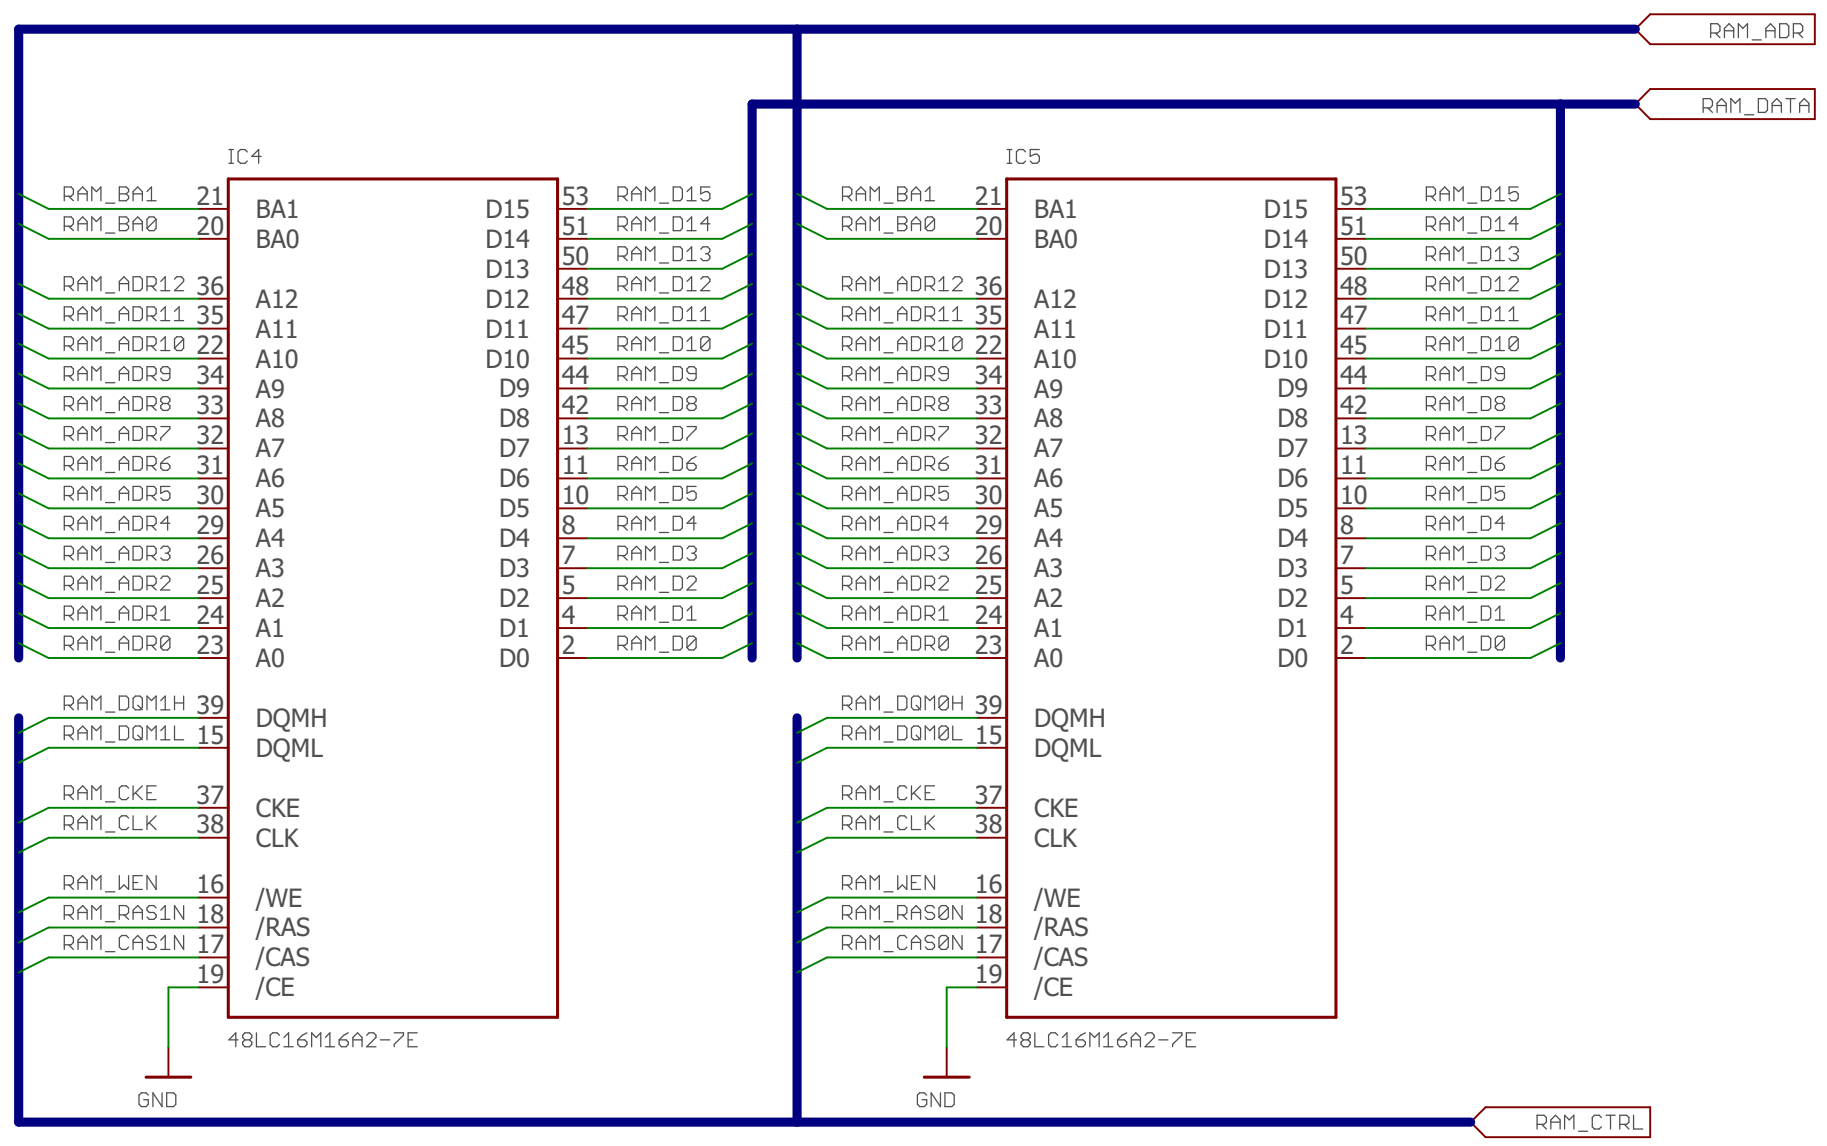 RAM_ADR
RAM_DATA
IC4
RAM_BA1 21 BA1 D15 53 RAM_D15
RAM_BA0 20 BA0 D14 51 RAM_D14
D13 50 RAM_D13
RAM_ADR12 36 A12 D12 48 RAM_D12
RAM_ADR11 35 A11 D11 47 RAM_D11
RAM_ADR10 22 A10 D10 45 RAM_D10
RAM_ADR9 34 A9 D9 44 RAM_D9
RAM_ADR8 33 A8 D8 42 RAM_D8
RAM_ADR7 32 A7 D7 13 RAM_D7
RAM_ADR6 31 A6 D6 11 RAM_D6
RAM_ADR5 30 A5 D5 10 RAM_D5
RAM_ADR4 29 A4 D4 8 RAM_D4
RAM_ADR3 26 A3 D3 7 RAM_D3
RAM_ADR2 25 A2 D2 5 RAM_D2
RAM_ADR1 24 A1 D1 4 RAM_D1
RAM_ADR0 23 A0 D0 2 RAM_D0
RAM_DQM1H 39 DQMH
RAM_DQM1L 15 DQML
RAM_CKE 37 CKE
RAM_CLK 38 CLK
RAM_WEN 16 /WE
RAM_RAS1N 18 /RAS
RAM_CAS1N 17 /CAS
19 /CE
48LC16M16A2-7E
GND
IC5
RAM_BA1 21 BA1 D15 53 RAM_D15
RAM_BA0 20 BA0 D14 51 RAM_D14
D13 50 RAM_D13
RAM_ADR12 36 A12 D12 48 RAM_D12
RAM_ADR11 35 A11 D11 47 RAM_D11
RAM_ADR10 22 A10 D10 45 RAM_D10
RAM_ADR9 34 A9 D9 44 RAM_D9
RAM_ADR8 33 A8 D8 42 RAM_D8
RAM_ADR7 32 A7 D7 13 RAM_D7
RAM_ADR6 31 A6 D6 11 RAM_D6
RAM_ADR5 30 A5 D5 10 RAM_D5
RAM_ADR4 29 A4 D4 8 RAM_D4
RAM_ADR3 26 A3 D3 7 RAM_D3
RAM_ADR2 25 A2 D2 5 RAM_D2
RAM_ADR1 24 A1 D1 4 RAM_D1
RAM_ADR0 23 A0 D0 2 RAM_D0
RAM_DQM0H 39 DQMH
RAM_DQM0L 15 DQML
RAM_CKE 37 CKE
RAM_CLK 38 CLK
RAM_WEN 16 /WE
RAM_RAS0N 18 /RAS
RAM_CAS0N 17 /CAS
19 /CE
48LC16M16A2-7E
GND
RAM_CTRL